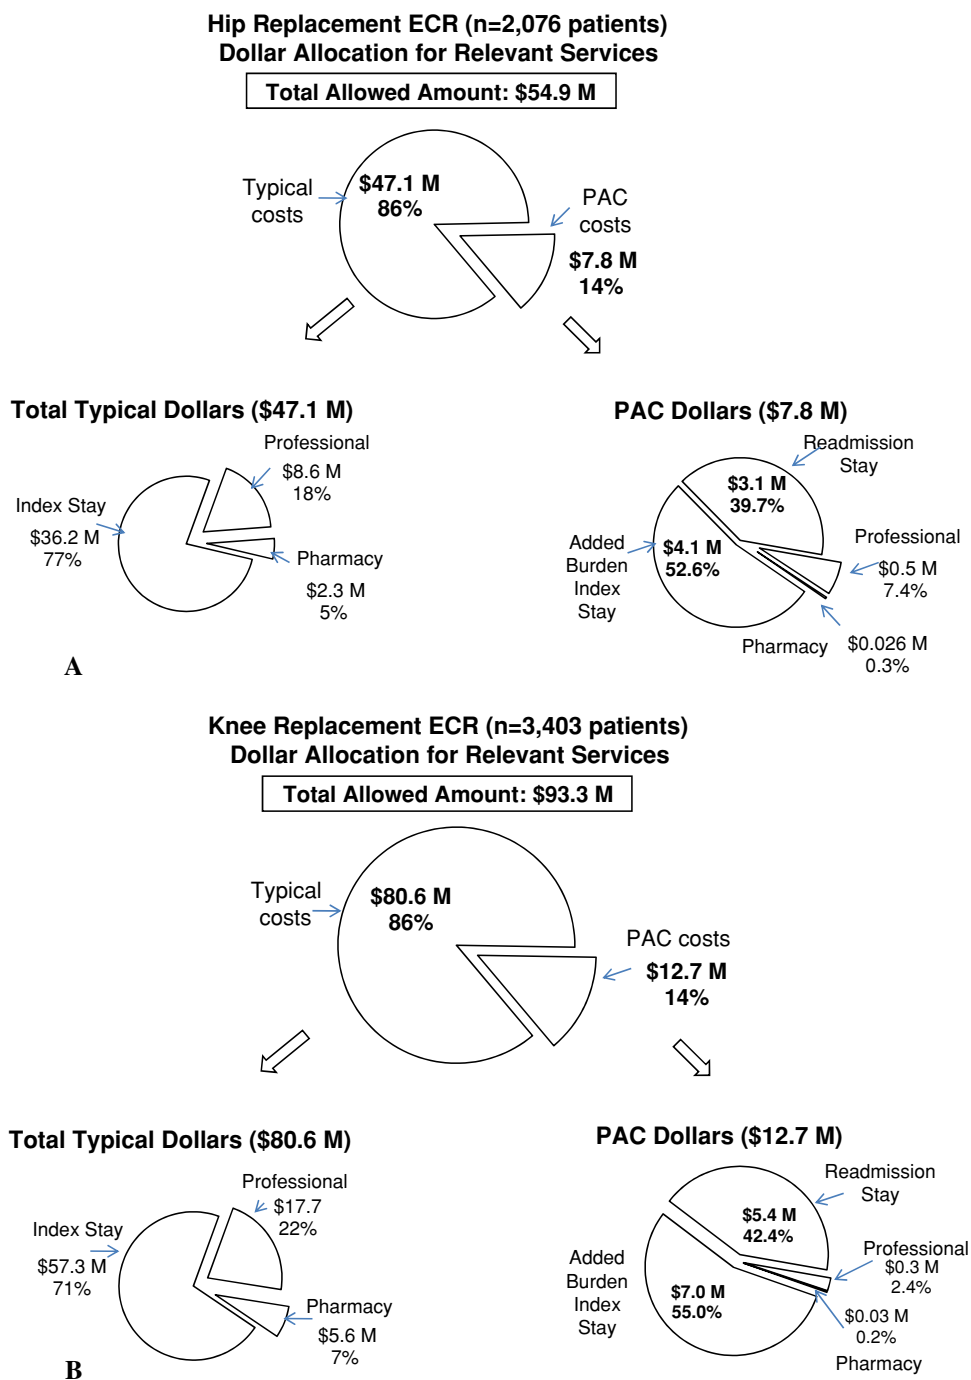 Hip Replacement ECR (n=2,076 patients)
Dollar Allocation for Relevant Services
Total Allowed Amount: $54.9 M
Typical
costs
$47.1 M
86%
PAC
costs
$7.8 M
14%
Total Typical Dollars ($47.1 M)
Professional
$8.6 M
18%
Index Stay
$36.2 M
77%
Pharmacy
$2.3 M
5%
PAC Dollars ($7.8 M)
Readmission
Stay
$3.1 M
39.7%
Added
Burden
Index
Stay
$4.1 M
52.6%
Professional
$0.5 M
7.4%
Pharmacy
$0.026 M
0.3%
A
Knee Replacement ECR (n=3,403 patients)
Dollar Allocation for Relevant Services
Total Allowed Amount: $93.3 M
Typical
costs
$80.6 M
86%
PAC costs
$12.7 M
14%
Total Typical Dollars ($80.6 M)
Professional
$17.7
22%
Index Stay
$57.3 M
71%
Pharmacy
$5.6 M
7%
PAC Dollars ($12.7 M)
Readmission
Stay
$5.4 M
42.4%
Added
Burden
Index
Stay
$7.0 M
55.0%
Professional
$0.3 M
2.4%
$0.03 M
0.2%
Pharmacy
B